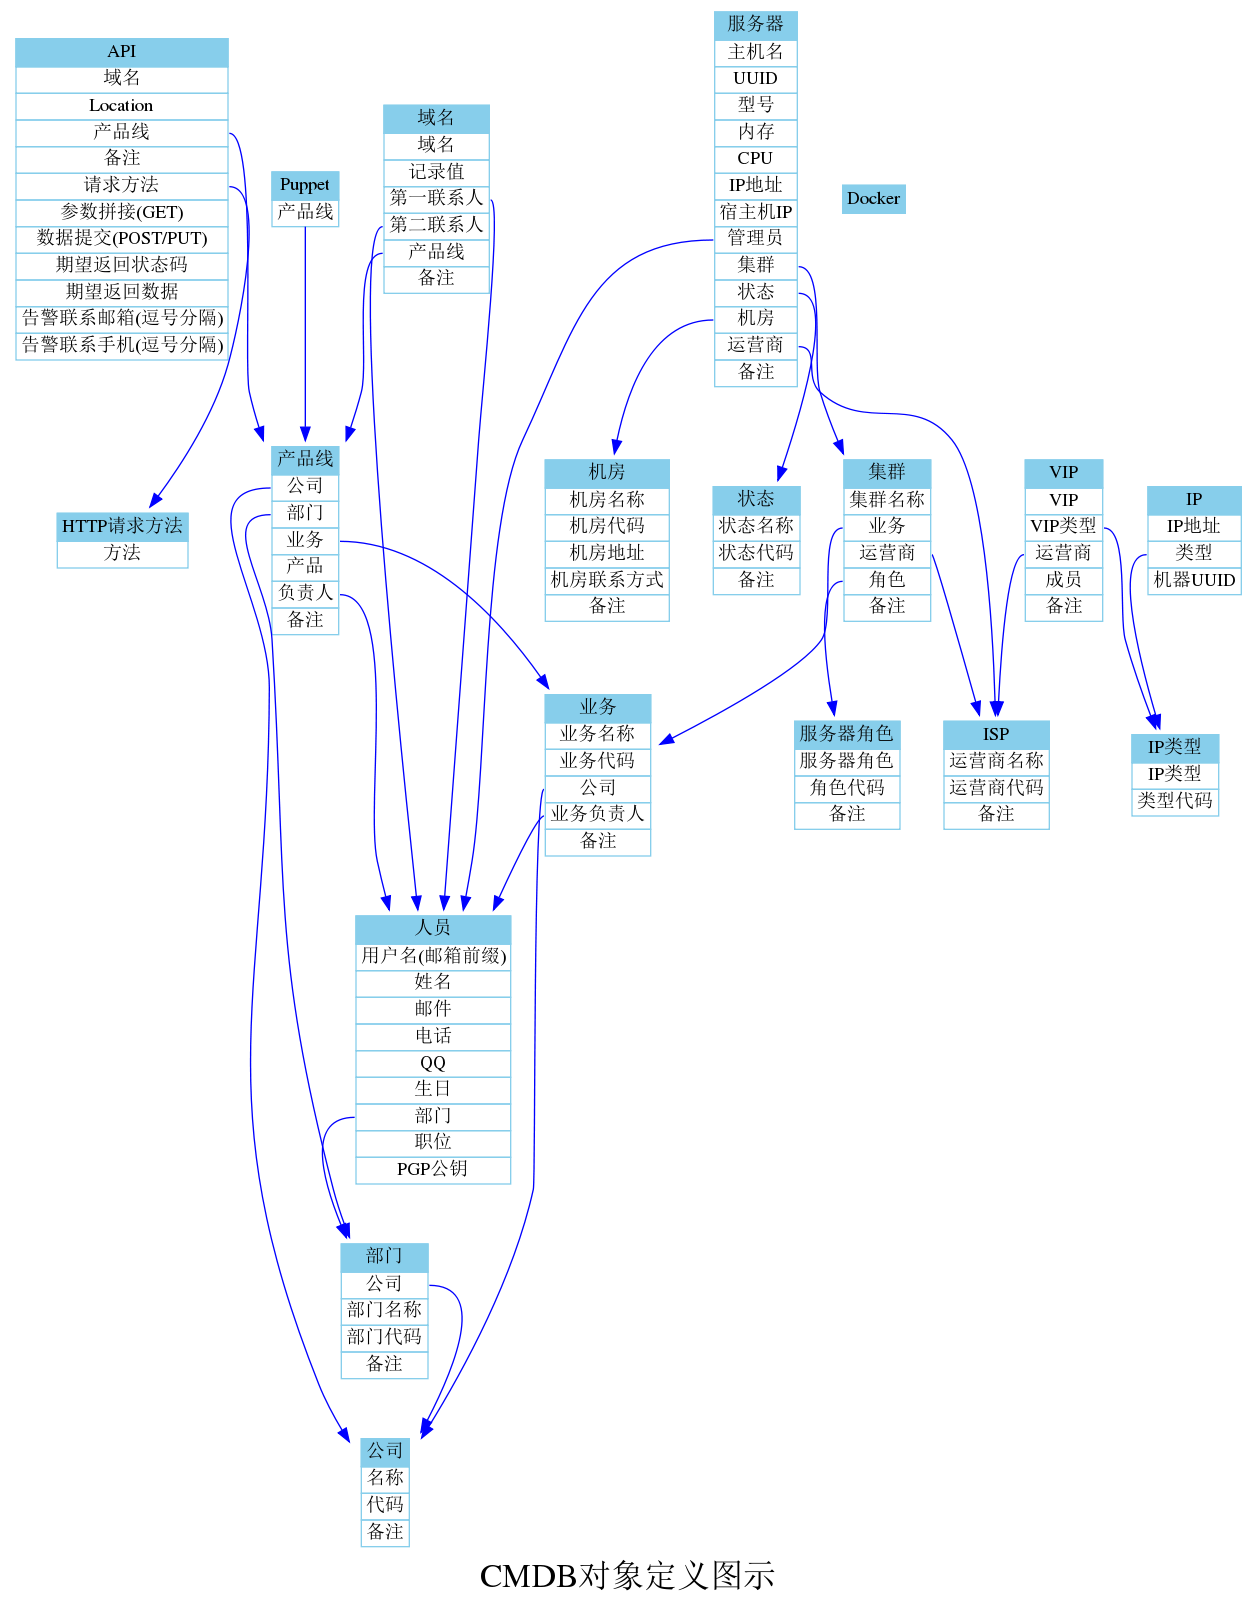 API
域名
Location
产品线
备注
请求方法
参数拼接(GET)
数据提交(POST/PUT)
期望返回状态码
期望返回数据
告警联系邮箱(逗号分隔)
告警联系手机(逗号分隔)
Puppet
产品线
域名
域名
记录值
第一联系人
第二联系人
产品线
备注
服务器
主机名
UUID
型号
内存
CPU
IP地址
宿主机IP
管理员
集群
状态
机房
运营商
备注
Docker
HTTP请求方法
方法
产品线
公司
部门
业务
产品
负责人
备注
机房
机房名称
机房代码
机房地址
机房联系方式
备注
状态
状态名称
状态代码
备注
集群
集群名称
业务
运营商
角色
备注
VIP
VIP
VIP类型
运营商
成员
备注
IP
IP地址
类型
机器UUID
业务
业务名称
业务代码
公司
业务负责人
备注
服务器角色
服务器角色
角色代码
备注
ISP
运营商名称
运营商代码
备注
IP类型
IP类型
类型代码
人员
用户名(邮箱前缀)
姓名
邮件
电话
QQ
生日
部门
职位
PGP公钥
部门
公司
部门名称
部门代码
备注
公司
名称
代码
备注
CMDB对象定义图示